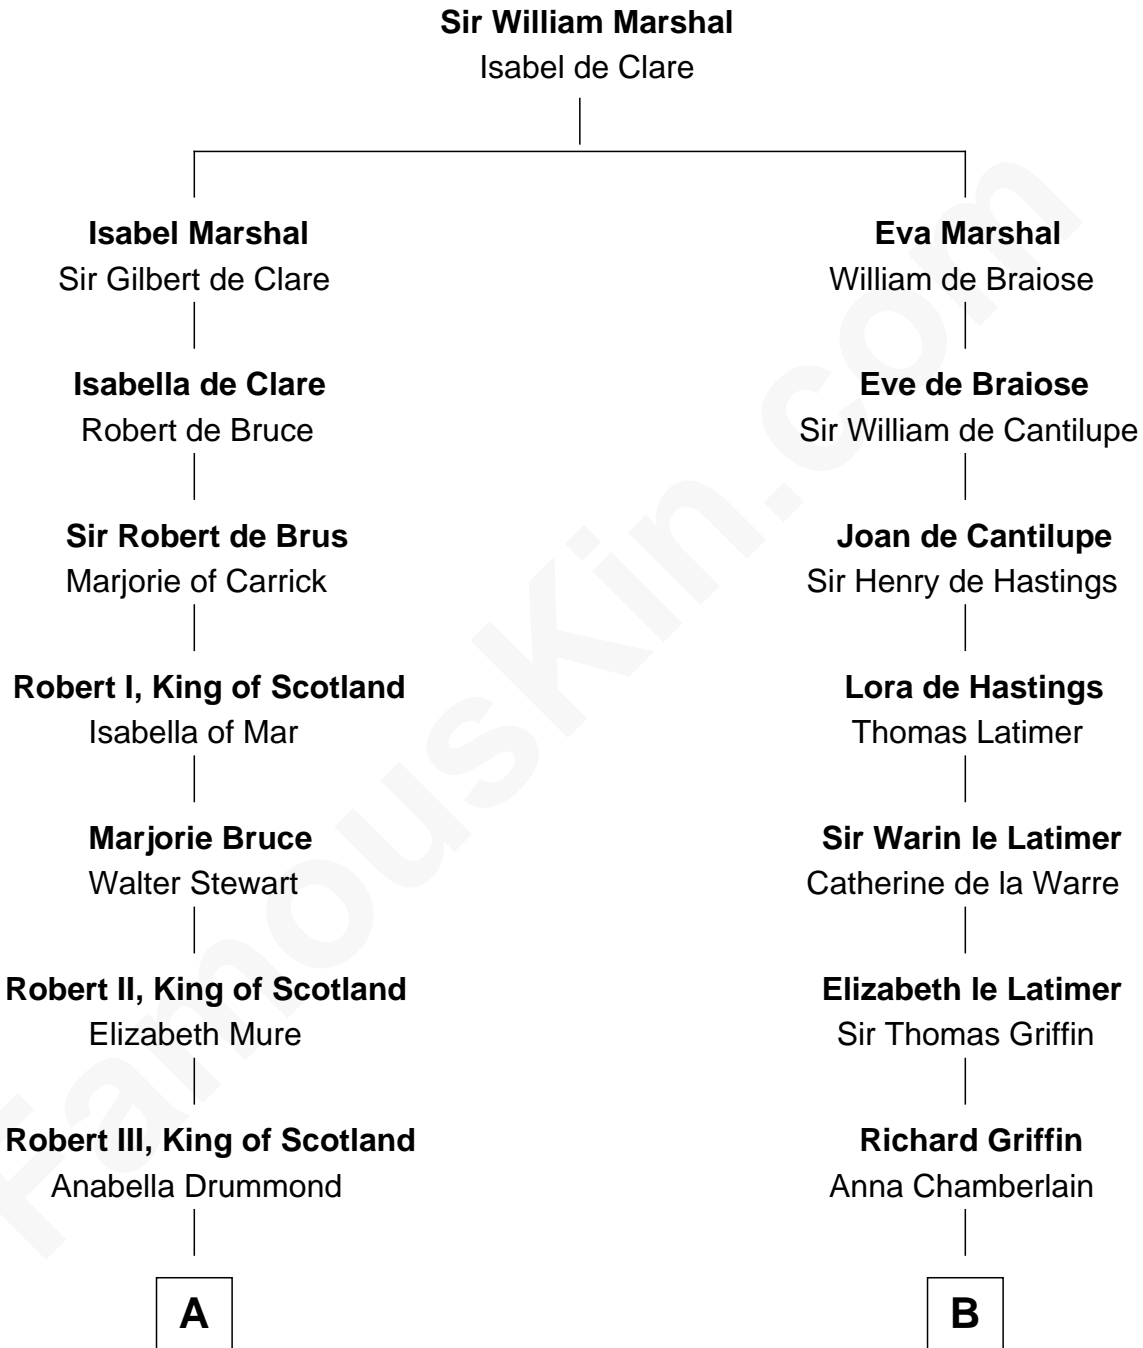 Sir William Marshal
Isabel de Clare
Isabel Marshal
Sir Gilbert de Clare
Eva Marshal
William de Braiose
Isabella de Clare
Robert de Bruce
Eve de Braiose
Sir William de Cantilupe
Sir Robert de Brus
Marjorie of Carrick
Joan de Cantilupe
Sir Henry de Hastings
Robert I, King of Scotland
Isabella of Mar
Lora de Hastings
Thomas Latimer
Marjorie Bruce
Walter Stewart
Sir Warin le Latimer
Catherine de la Warre
Robert II, King of Scotland
Elizabeth Mure
Elizabeth le Latimer
Sir Thomas Griffin
Robert III, King of Scotland
Anabella Drummond
Richard Griffin
Anna Chamberlain
A
B
FamousKin.com